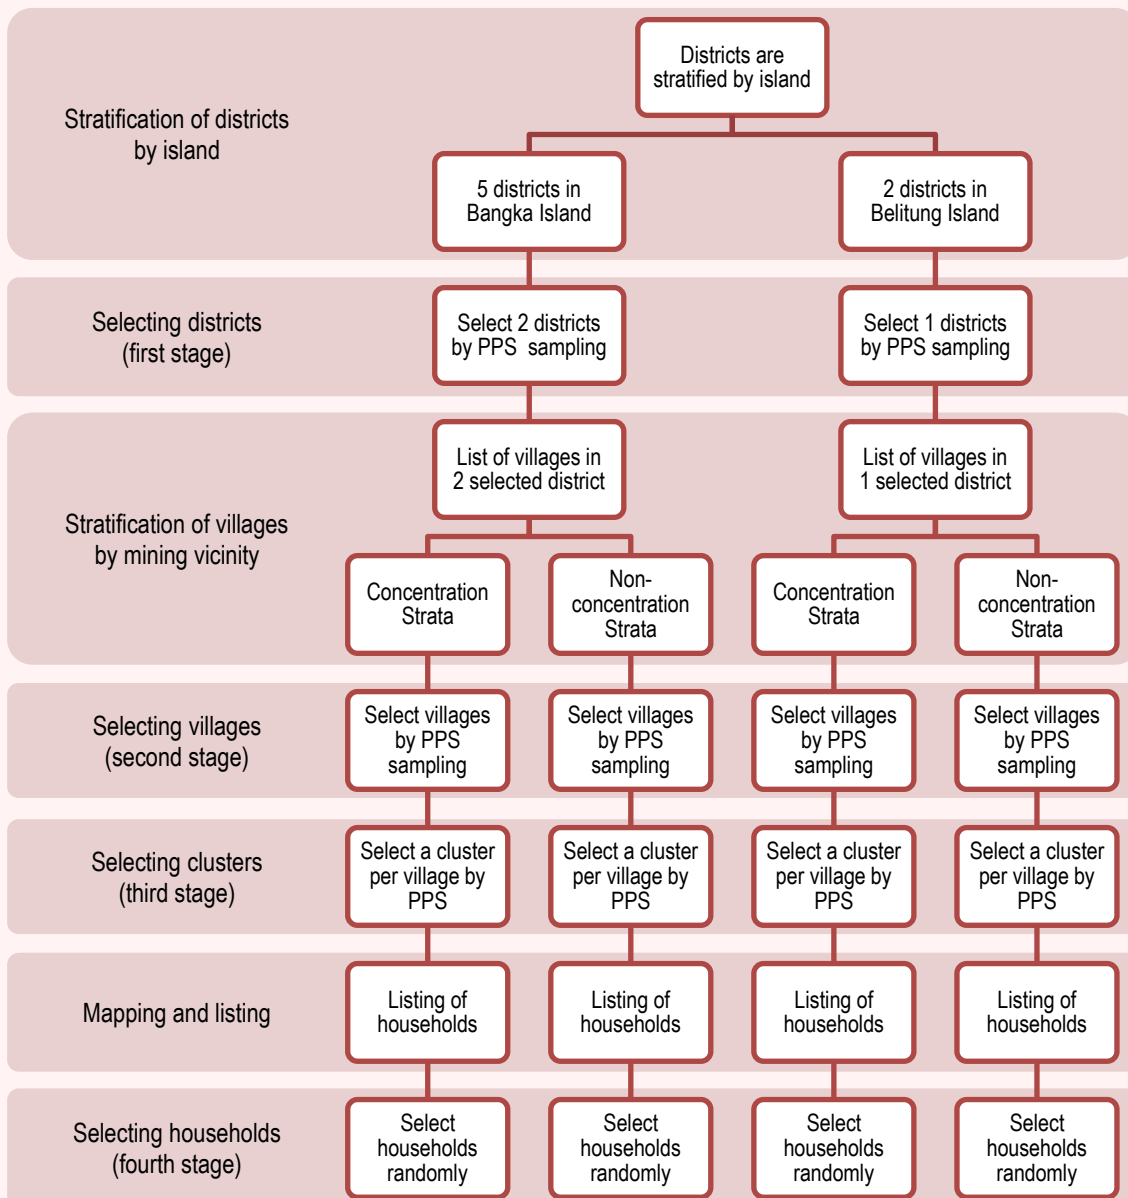 Stratification of districts
by island
Districts are
stratified by island
5 districts in
Bangka Island
2 districts in
Belitung Island
Selecting districts
(first stage)
Select 2 districts
by PPS sampling
Select 1 districts
by PPS sampling
Stratification of villages
by mining vicinity
List of villages in
2 selected district
List of villages in
1 selected district
Concentration
Strata
Non-
concentration
Strata
Concentration
Strata
Non-
concentration
Strata
Selecting villages
(second stage)
Select villages
by PPS
sampling
Select villages
by PPS
sampling
Select villages
by PPS
sampling
Select villages
by PPS
sampling
Selecting clusters
(third stage)
Select a cluster
per village by
PPS
Select a cluster
per village by
PPS
Select a cluster
per village by
PPS
Select a cluster
per village by
PPS
Mapping and listing
Listing of
households
Listing of
households
Listing of
households
Listing of
households
Selecting households
(fourth stage)
Select
households
randomly
Select
households
randomly
Select
households
randomly
Select
households
randomly